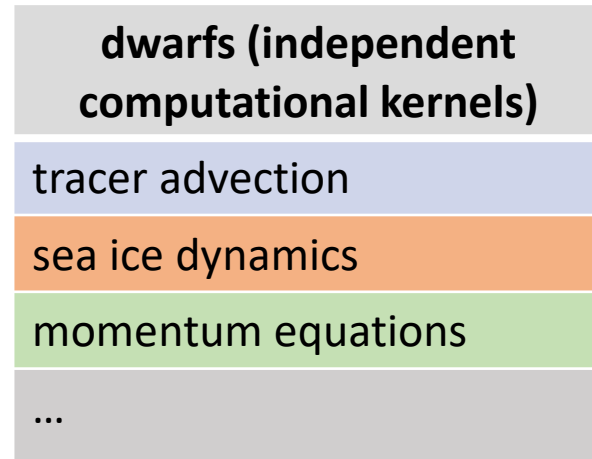 dwarfs (independent
computational kernels)
tracer advection
sea ice dynamics
momentum equations
...